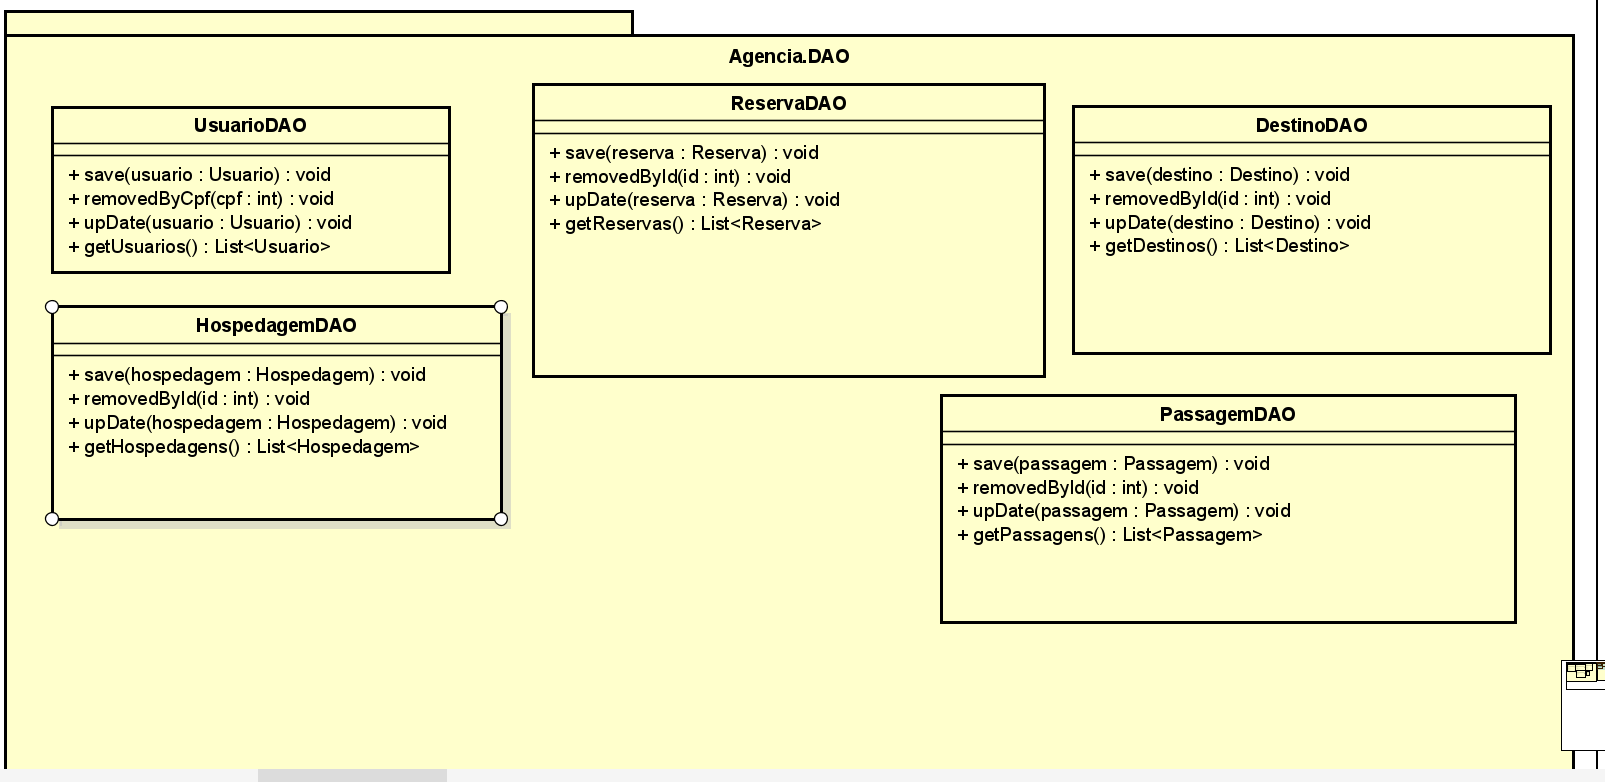 Agencia.DAO
UsuarioDAO
+ save(usuario : Usuario) : void
+ removedByCpf(cpf : int) : void
+ upDate(usuario : Usuario) : void
+ getUsuarios() : List<Usuario>
ReservaDAO
+ save(reserva : Reserva) : void
+ removedById(id : int) : void
+ upDate(reserva : Reserva) : void
+ getReservas() : List<Reserva>
DestinoDAO
+ save(destino : Destino) : void
+ removedById(id : int) : void
+ upDate(destino : Destino) : void
+ getDestinos() : List<Destino>
HospedagemDAO
+ save(hospedagem : Hospedagem) : void
+ removedById(id : int) : void
+ upDate(hospedagem : Hospedagem) : void
+ getHospedagens() : List<Hospedagem>
PassagemDAO
+ save(passagem : Passagem) : void
+ removedById(id : int) : void
+ upDate(passagem : Passagem) : void
+ getPassagens() : List<Passagem>